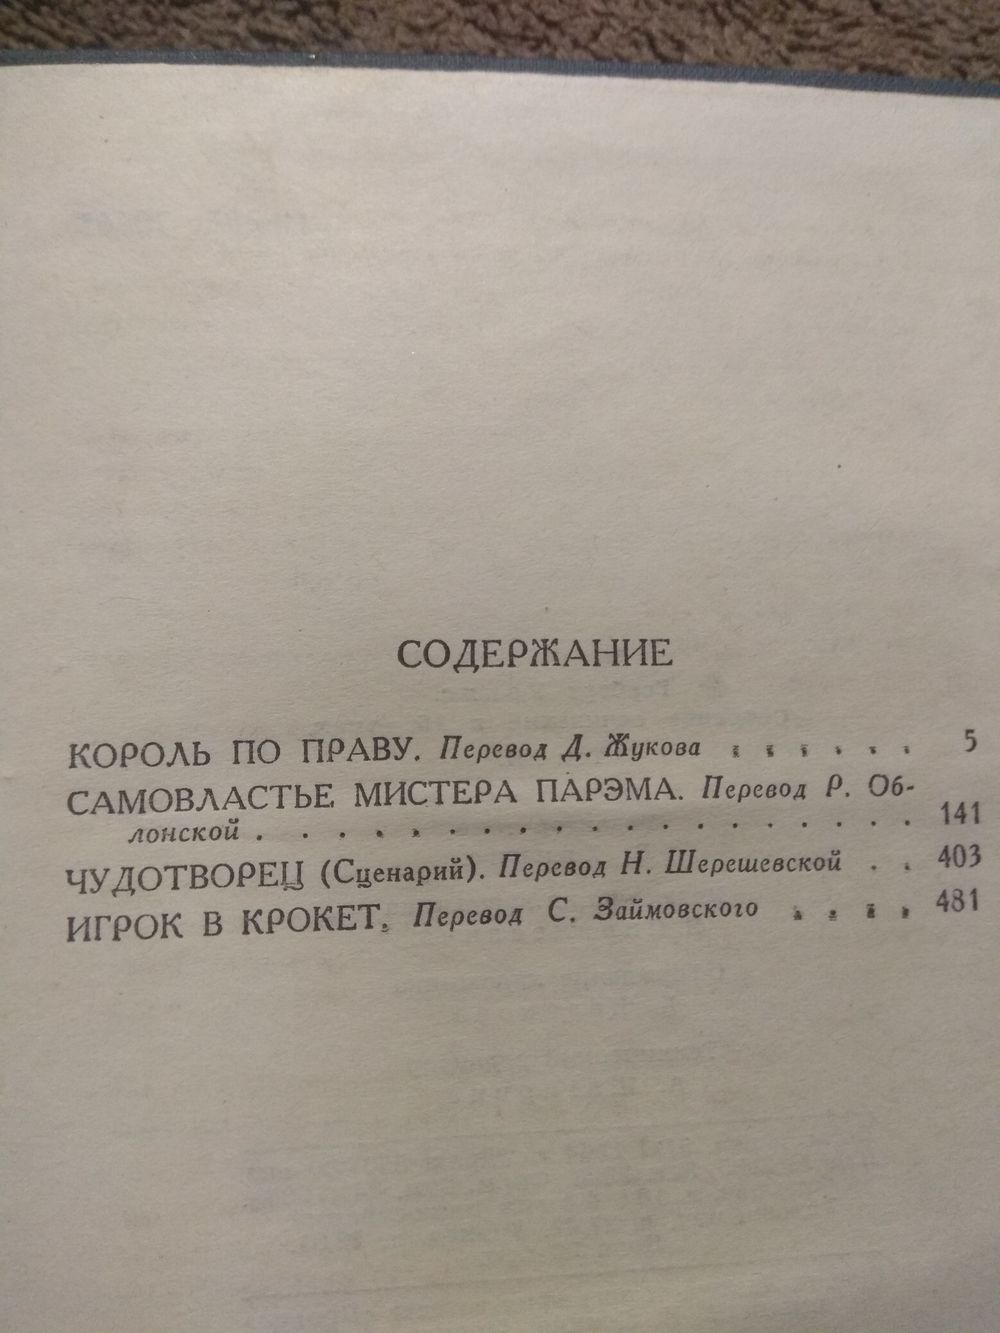 СОДЕРЖАНИЕ
КОРОЛЬ ПО ПРАВУ. Перевод Д. Жукова . . . . . . 5
САМОВЛАСТЬЕ МИСТЕРА ПАРЭМА. Перевод Р. Об-
лонской . . . . . . . . . . . . . . . . . . 141
ЧУДОТВОРЕЦ (Сценарий). Перевод Н. Шерешевской . . 403
ИГРОК В КРОКЕТ. Перевод С. Займовского . . . . 481